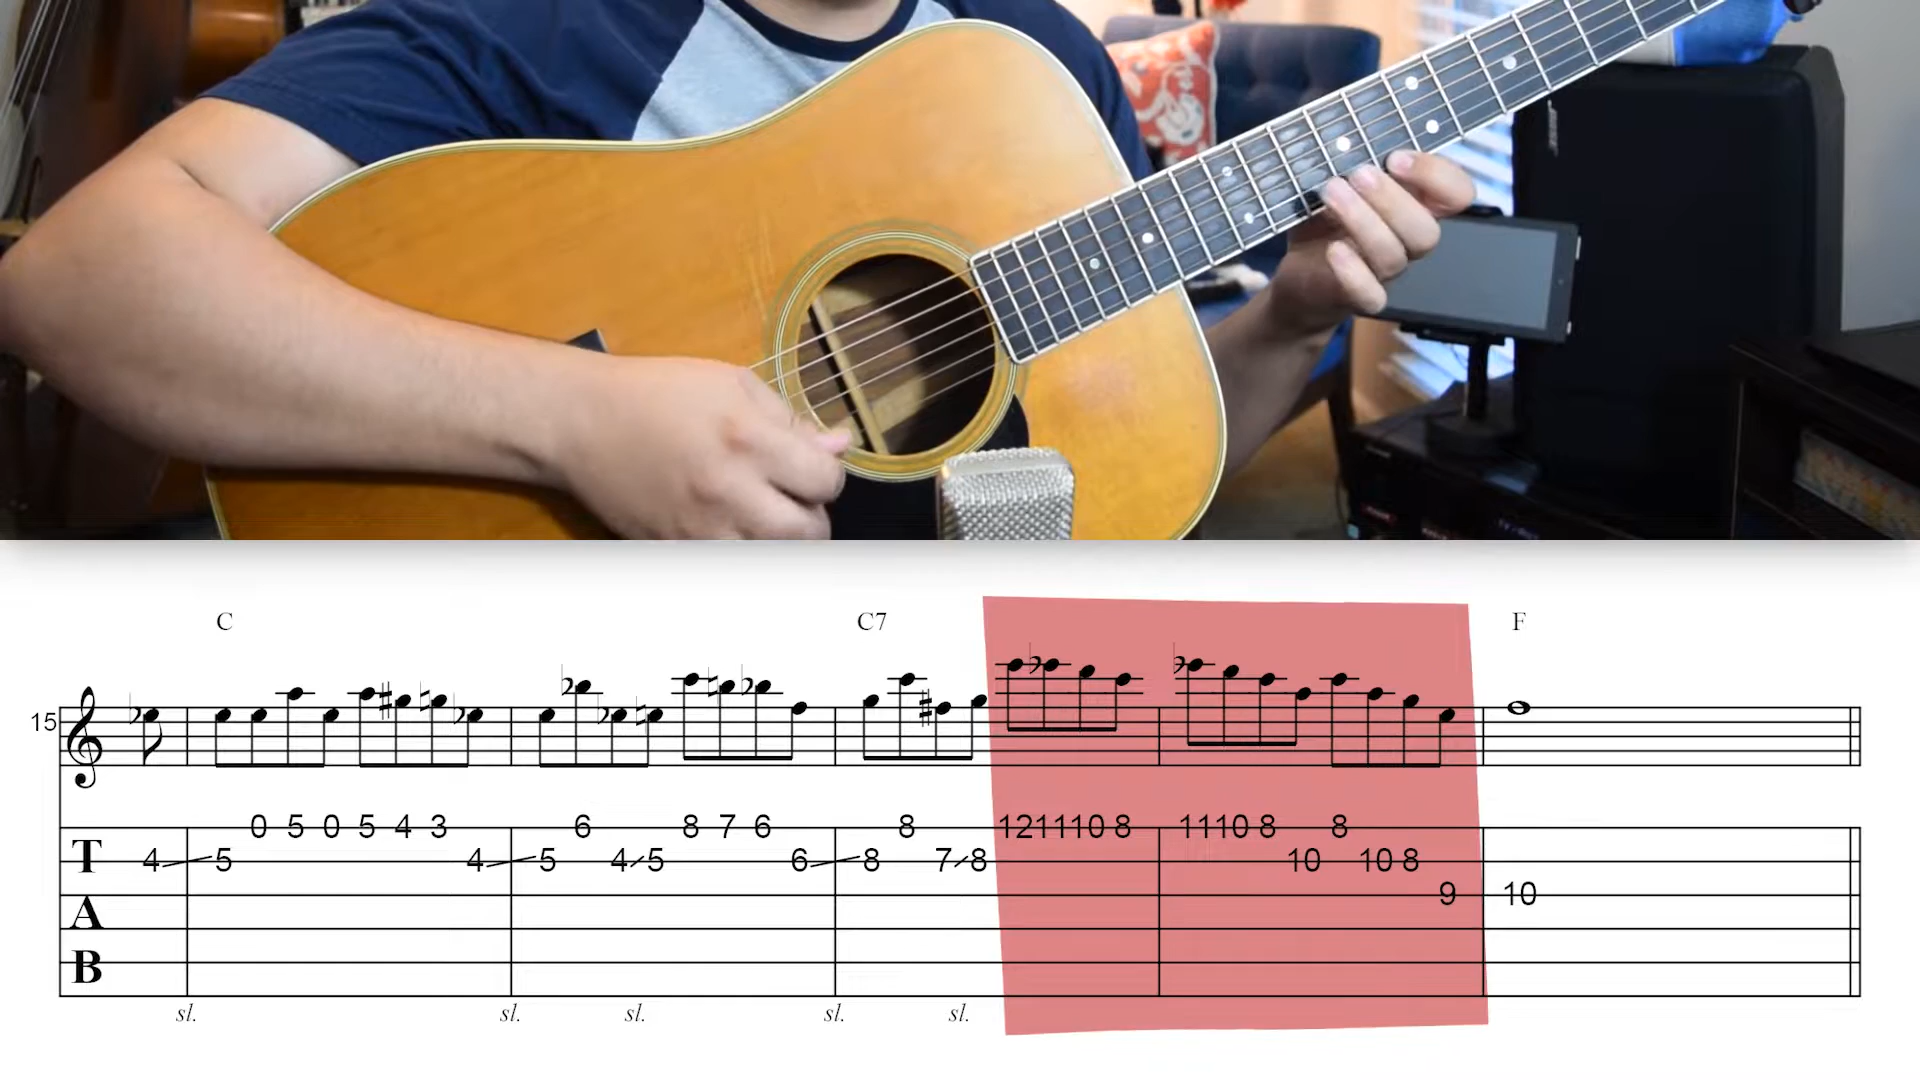 C C7 F
15
0 5 0 5 4 3 6 8 7 6 8 12 11 10 8 11 10 8 8
T 4 5 4 5 4 5 6 8 7 8 10 10 8
A 9 10
B
sl. sl. sl. sl. sl.